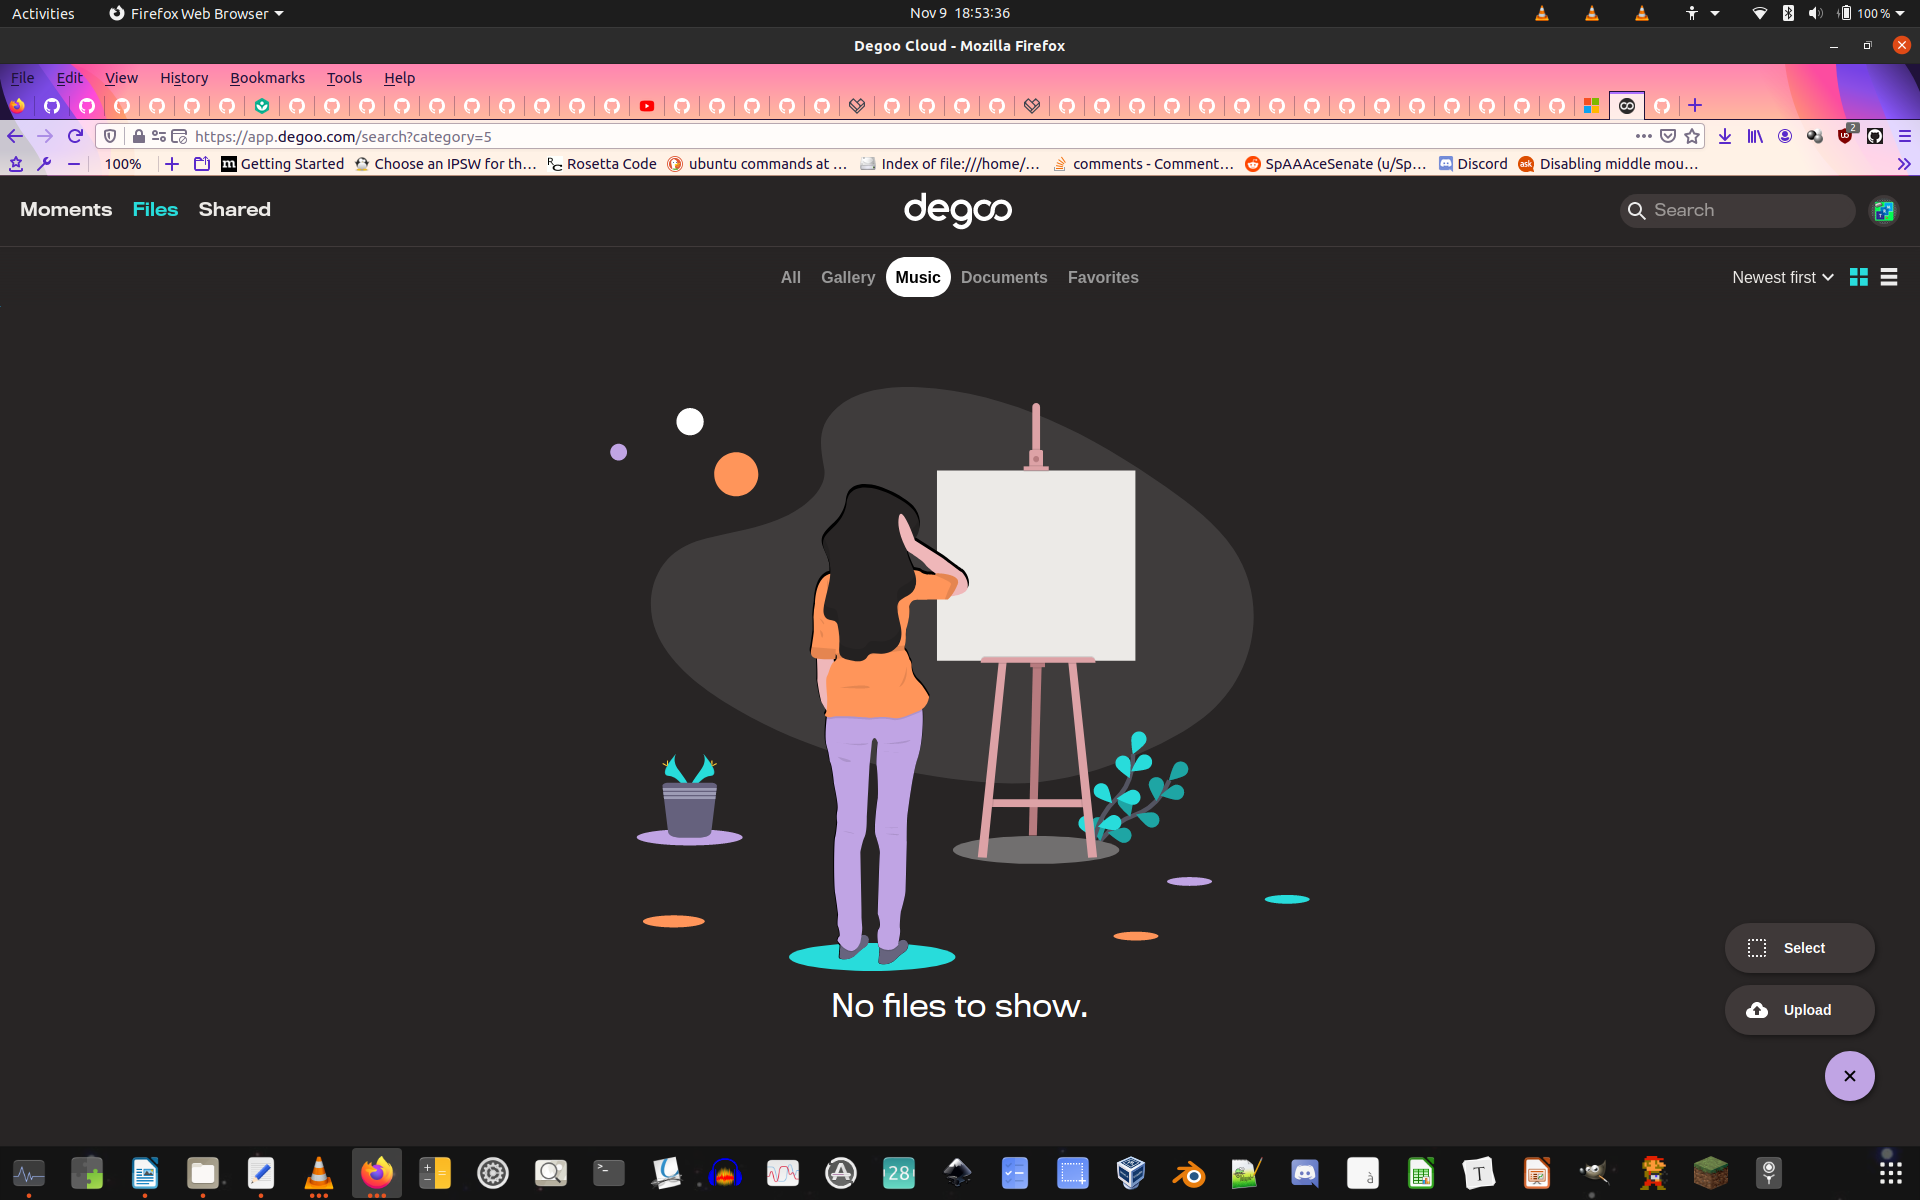 Activities
Firefox Web Browser
Nov 9 18:53:36
100 %
Degoo Cloud - Mozilla Firefox
File Edit View History Bookmarks Tools Help
https://app.degoo.com/search?category=5
2
100%
Getting Started
Choose an IPSW for th…
Rosetta Code
ubuntu commands at …
Index of file:///home/…
comments - Comment…
SpAAAceSenate (u/Sp…
Discord
Disabling middle mou…
Moments Files Shared
degoo
Search
All Gallery Music Documents Favorites
Newest first
No files to show.
Select
Upload
28